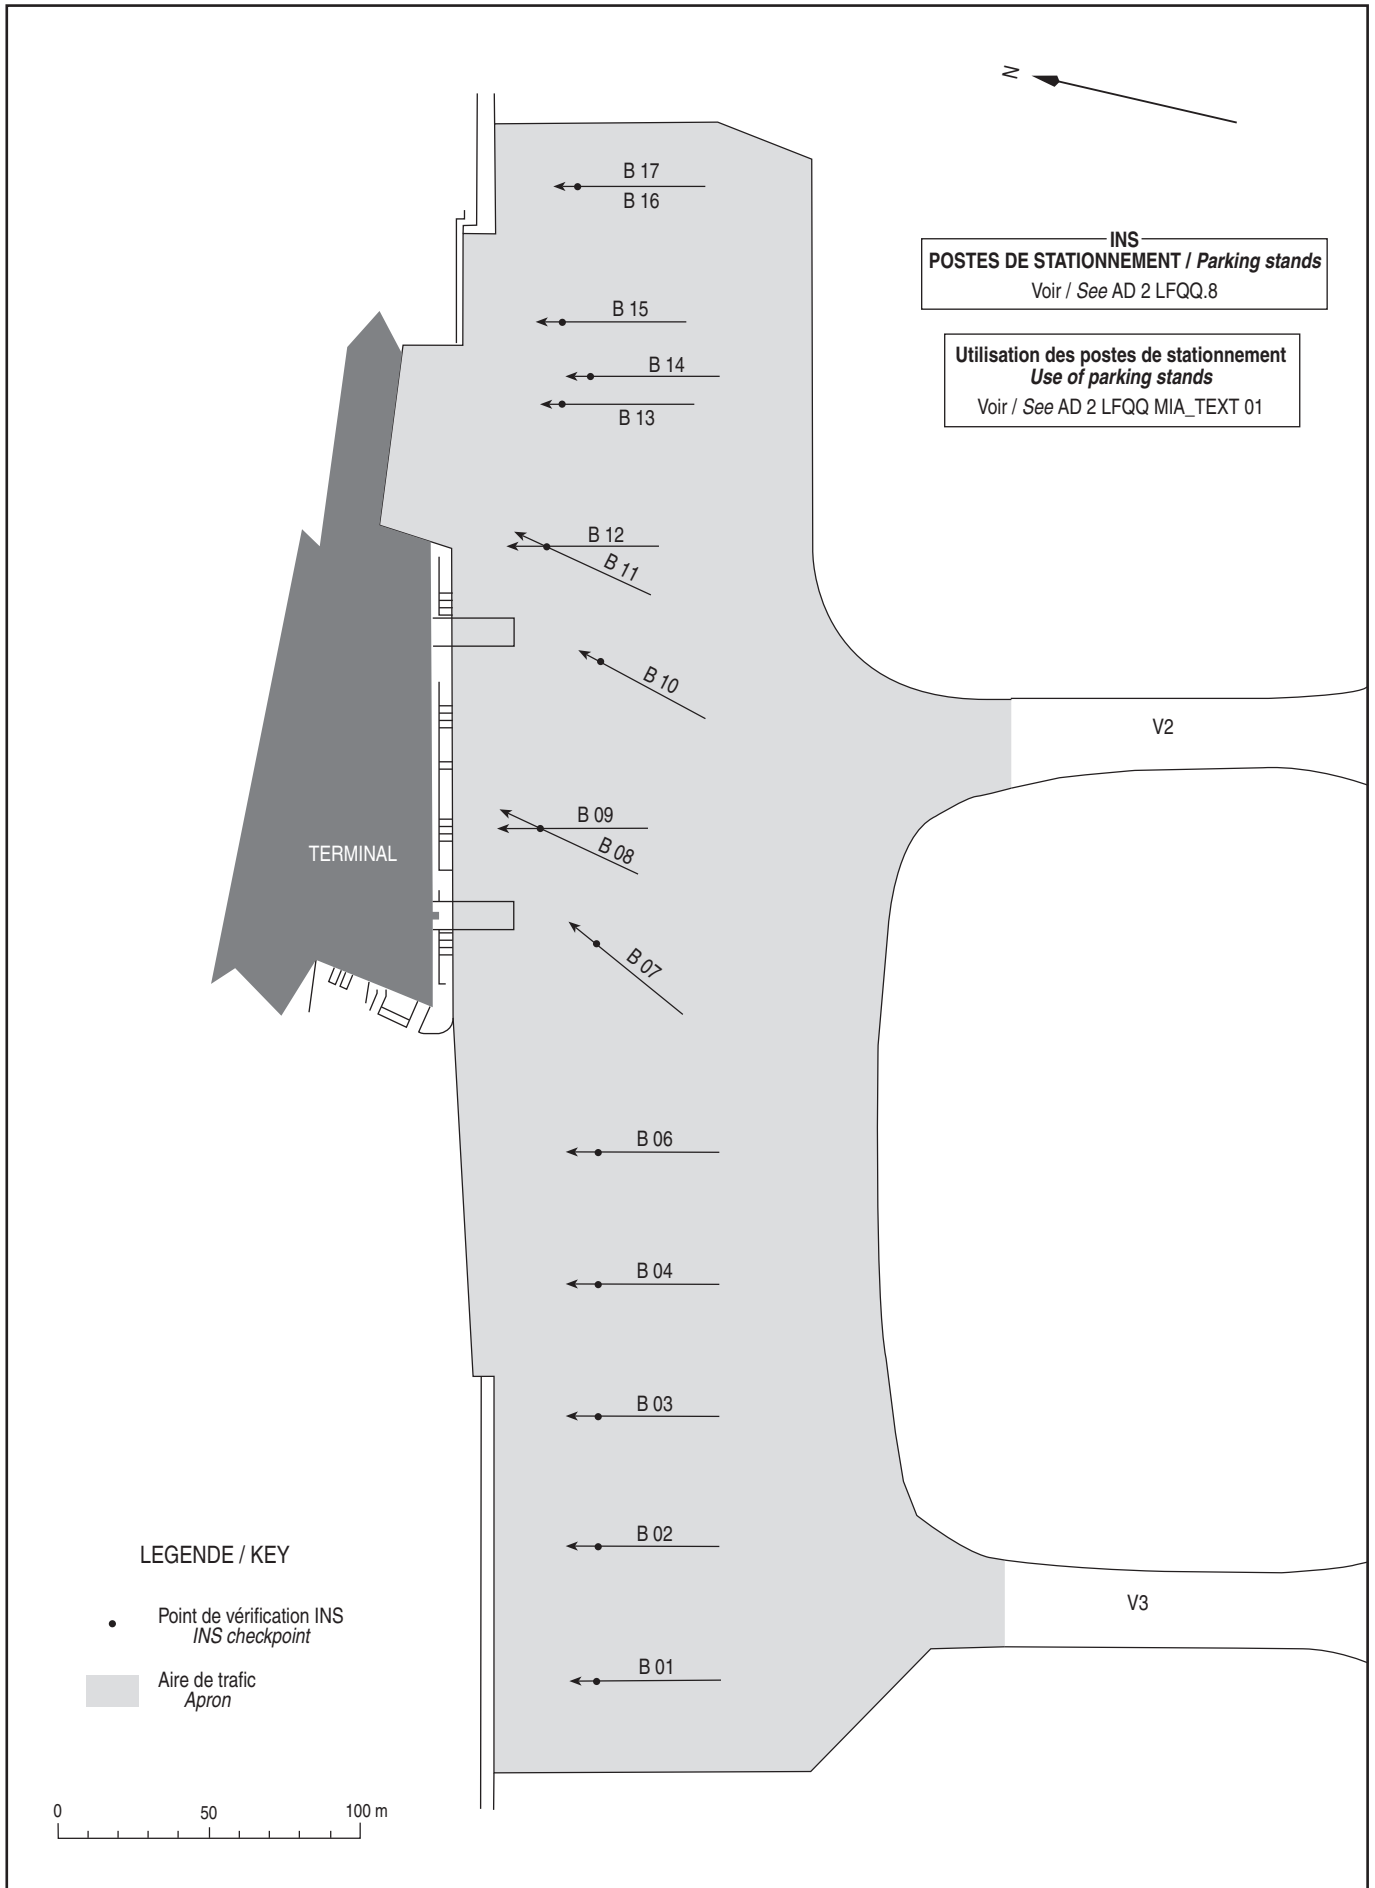 N
B 17
B 16
INS
POSTES DE STATIONNEMENT / Parking stands
Voir / See AD 2 LFQQ.8
B 15
Utilisation des postes de stationnement
Use of parking stands
Voir / See AD 2 LFQQ MIA_TEXT 01
B 14
B 13
B 12
B 11
B 10
V2
B 09
B 08
TERMINAL
B 07
B 06
B 04
B 03
B 02
LEGENDE / KEY
V3
Point de vérification INS
INS checkpoint
B 01
Aire de trafic
Apron
0 50 100 m